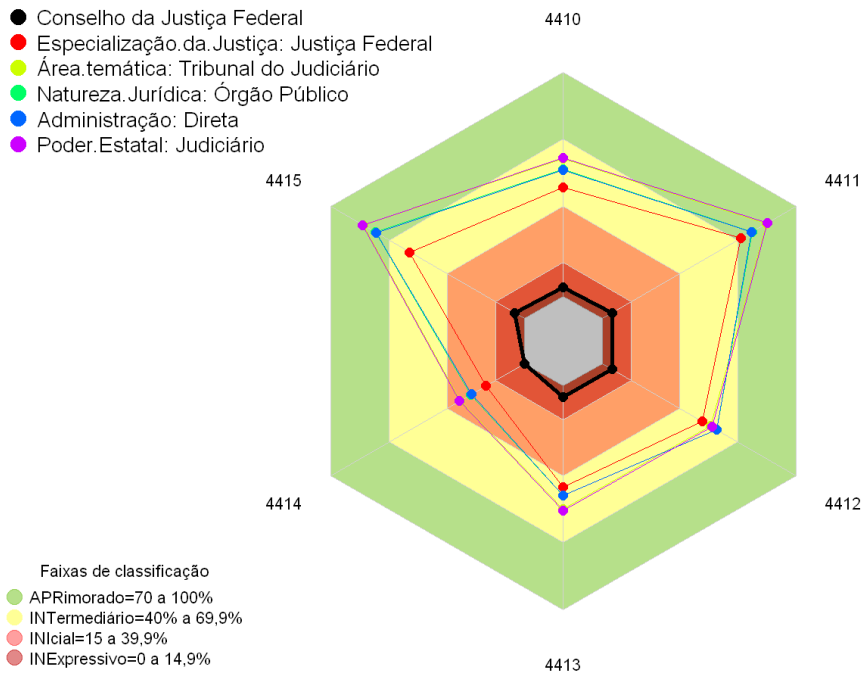 Conselho da Justiça Federal
Especialização.da.Justiça: Justiça Federal
Área.temática: Tribunal do Judiciário
Natureza.Jurídica: Órgão Público
Administração: Direta
Poder.Estatal: Judiciário
4410
4415
4411
4414
4412
4413
Faixas de classificação
APRimorado=70 a 100%
INTermediário=40% a 69,9%
INIcial=15 a 39,9%
INExpressivo=0 a 14,9%